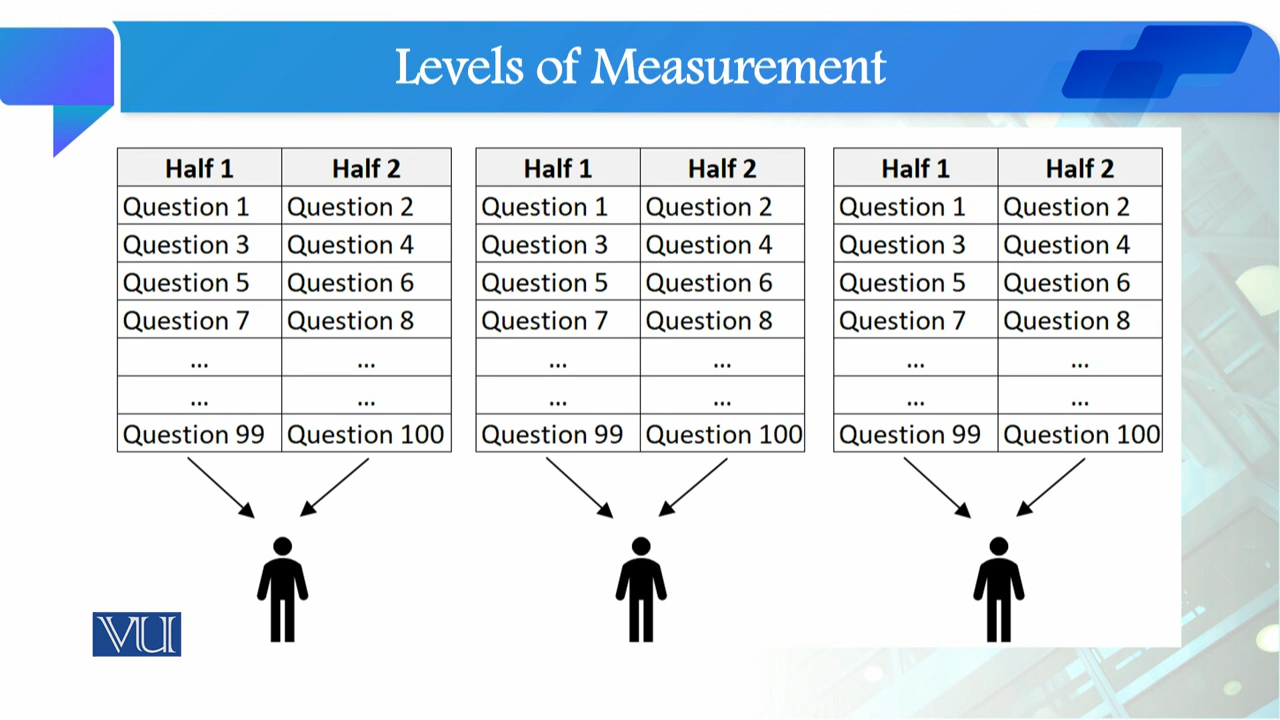 Levels of Measurement
Half 1 Half 2 Half 1 Half 2 Half 1 Half 2
Question 1 Question 2 Question 1 Question 2 Question 1 Question 2
Question 3 Question 4 Question 3 Question 4 Question 3 Question 4
Question 5 Question 6 Question 5 Question 6 Question 5 Question 6
Question 7 Question 8 Question 7 Question 8 Question 7 Question 8
... ... ... ... ... ...
... ... ... ... ... ...
Question 99 Question 100 Question 99 Question 100 Question 99 Question 100
VU